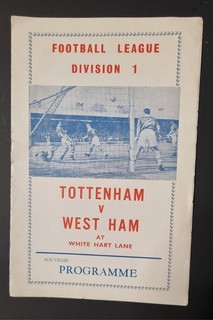 FOOTBALL LEAGUE
DIVISION 1
TOTTENHAM
V
WEST HAM
AT
WHITE HART LANE
SOUVENIR
PROGRAMME